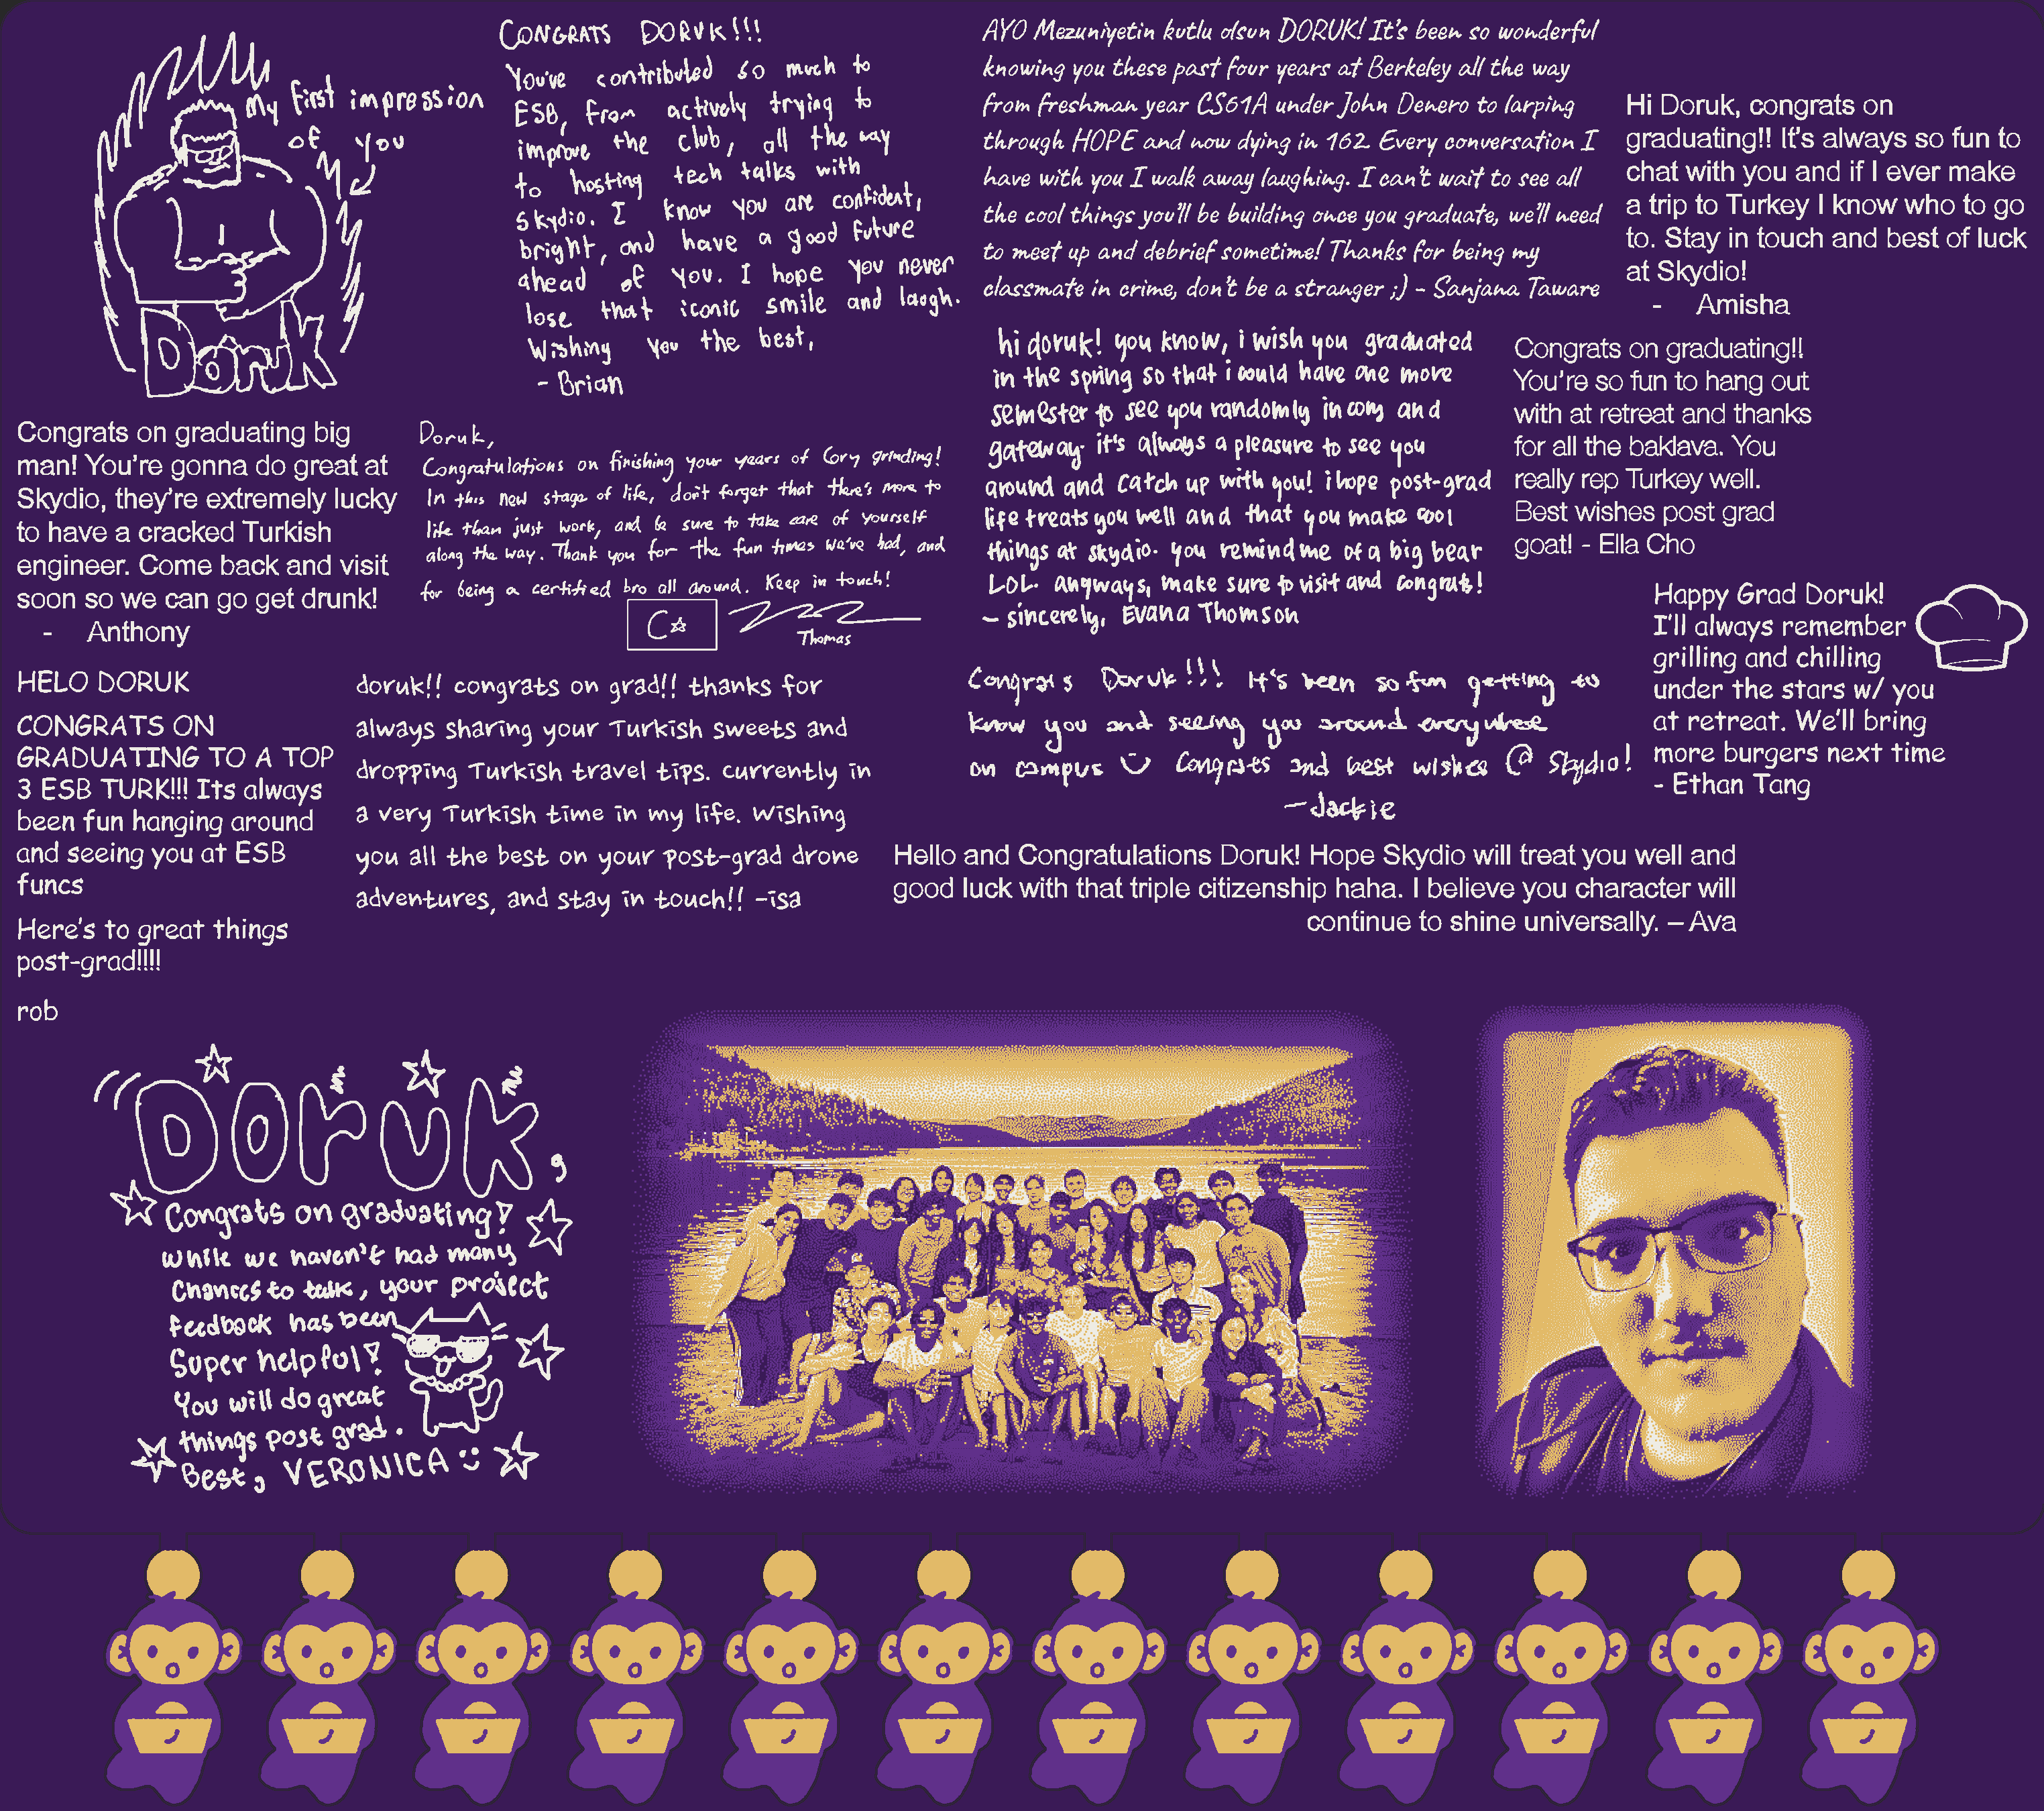 My first impression
of you
Doruk
CONGRATS DORUK!!!
You've contributed so much to
ESB, from actively trying to
improve the club, all the way
to hosting tech talks with
Skydio. I know you are confident,
bright, and have a good future
ahead of you. I hope you never
lose that iconic smile and laugh.
Wishing you the best,
- Brian
AYO Mezuniyetin kutlu olsun DORUK! It's been so wonderful
knowing you these past four years at Berkeley all the way
from freshman year CS61A under John Denero to larping
through HOPE and now dying in 162. Every conversation I
have with you I walk away laughing. I can't wait to see all
the cool things you'll be building once you graduate, we'll need
to meet up and debrief sometime! Thanks for being my
classmate in crime, don't be a stranger ;) - Sanjana Taware
Hi Doruk, congrats on
graduating!! It's always so fun to
chat with you and if I ever make
a trip to Turkey I know who to go
to. Stay in touch and best of luck
at Skydio!
- Amisha
Congrats on graduating big
man! You're gonna do great at
Skydio, they're extremely lucky
to have a cracked Turkish
engineer. Come back and visit
soon so we can go get drunk!
- Anthony
Doruk,
Congratulations on finishing your years of Cory grinding!
In this new stage of life, don't forget that there's more to
life than just work, and be sure to take care of yourself
along the way. Thank you for the fun times we've had, and
for being a certified bro all around. Keep in touch!
Thomas
hi doruk! you know, i wish you graduated
in the spring so that i could have one more
semester to see you randomly in cory and
gateway. it's always a pleasure to see you
around and catch up with you! i hope post-grad
life treats you well and that you make cool
things at skydio. you remind me of a big bear
LOL. anyways, make sure to visit and congrats!
- sincerely, Evana Thomson
Congrats on graduating!!
You're so fun to hang out
with at retreat and thanks
for all the baklava. You
really rep Turkey well.
Best wishes post grad
goat! - Ella Cho
Happy Grad Doruk!
I'll always remember
grilling and chilling
under the stars w/ you
at retreat. We'll bring
more burgers next time
- Ethan Tang
HELO DORUK
CONGRATS ON
GRADUATING TO A TOP
3 ESB TURK!!! Its always
been fun hanging around
and seeing you at ESB
funcs
Here's to great things
post-grad!!!!
rob
doruk!! congrats on grad!! thanks for
always sharing your Turkish sweets and
dropping Turkish travel tips. currently in
a very Turkish time in my life. wishing
you all the best on your post-grad drone
adventures, and stay in touch!! -isa
Congrats Doruk!!! It's been so fun getting to
know you and seeing you around everywhere
on campus Congrats and best wishes @ Skydio!
- Jackie
Hello and Congratulations Doruk! Hope Skydio will treat you well and
good luck with that triple citizenship haha. I believe you character will
continue to shine universally. – Ava
DORUK,
Congrats on graduating!
While we haven't had many
chances to talk, your project
feedback has been
super helpful!
You will do great
things post grad.
Best, VERONICA :)